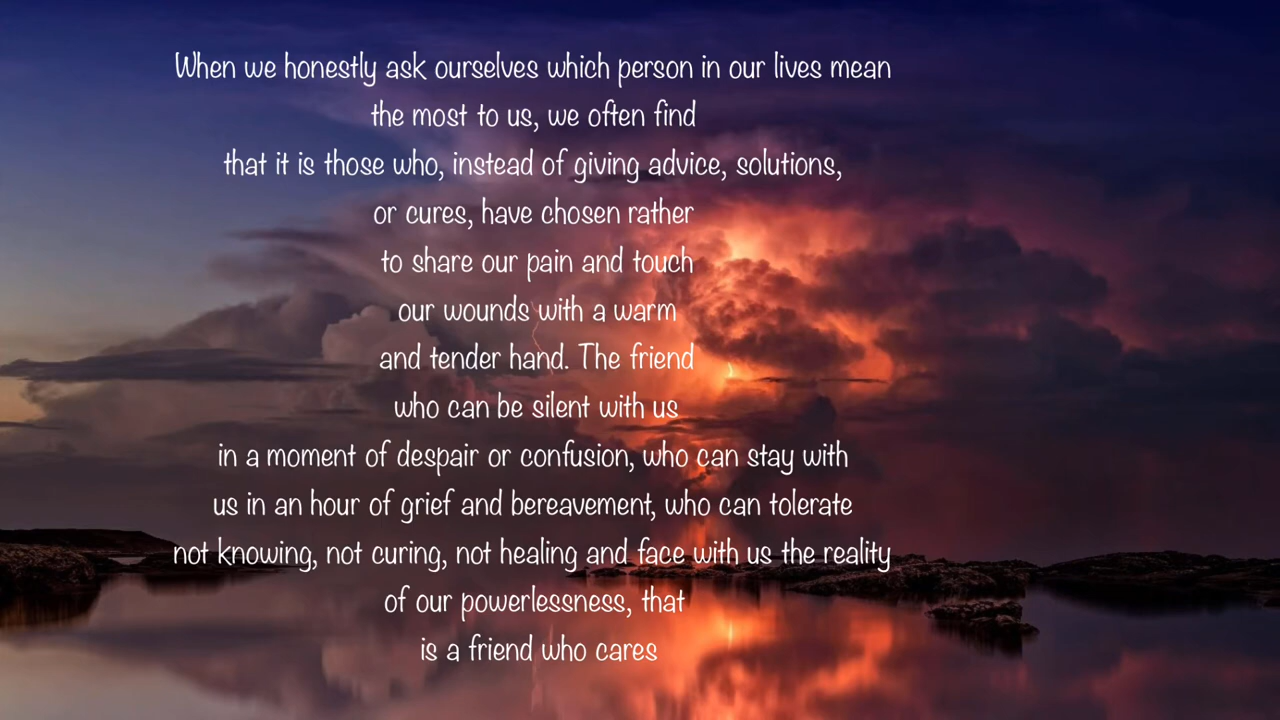 When we honestly ask ourselves which person in our lives mean
the most to us, we often find
that it is those who, instead of giving advice, solutions,
or cures, have chosen rather
to share our pain and touch
our wounds with a warm
and tender hand. The friend
who can be silent with us
in a moment of despair or confusion, who can stay with
us in an hour of grief and bereavement, who can tolerate
not knowing, not curing, not healing and face with us the reality
of our powerlessness, that
is a friend who cares